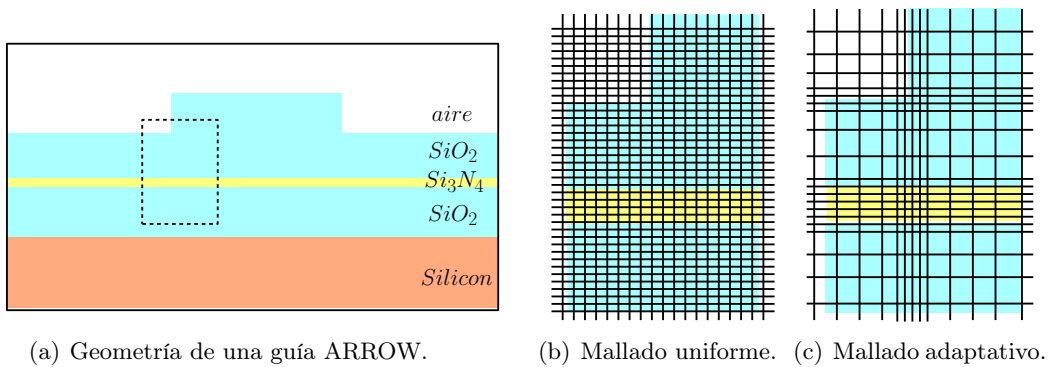 aire
SiO2
Si3N4
SiO2
Silicon
(a) Geometría de una guía ARROW.
(b) Mallado uniforme.
(c) Mallado adaptativo.